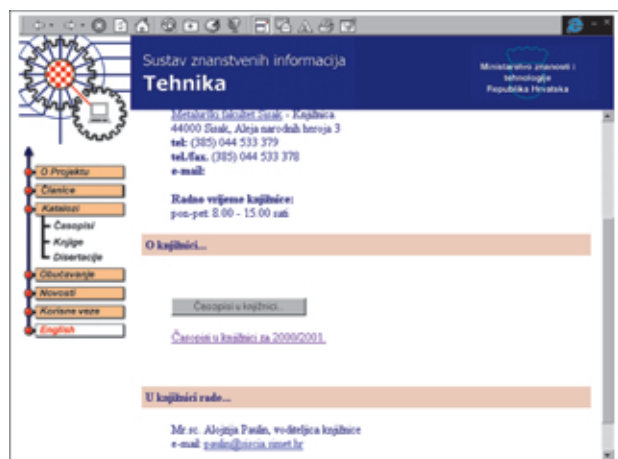 Sustav znanstvenih informacija
Tehnika
Ministarstvo znanosti i
tehnologije
Republika Hrvatska
Metalurški fakultet Sisak - Knjižnica
44000 Sisak, Aleja narodnih heroja 3
tel: (385) 044 533 379
tel./fax. (385) 044 533 378
e-mail:
Radno vrijeme knjižnice:
pon-pet: 8.00 - 15.00 sati
O Projektu
Članice
Katalozi
Časopisi
Knjige
Disertacije
Obučavanje
Novosti
Korisne veze
English
O knjižnici...
Časopisi u knjižnici...
Časopisi u knjižnici za 2000/2001.
U knjižnici rade...
Mr. sc. Alojzija Paulin, voditeljica knjižnice
e-mail: